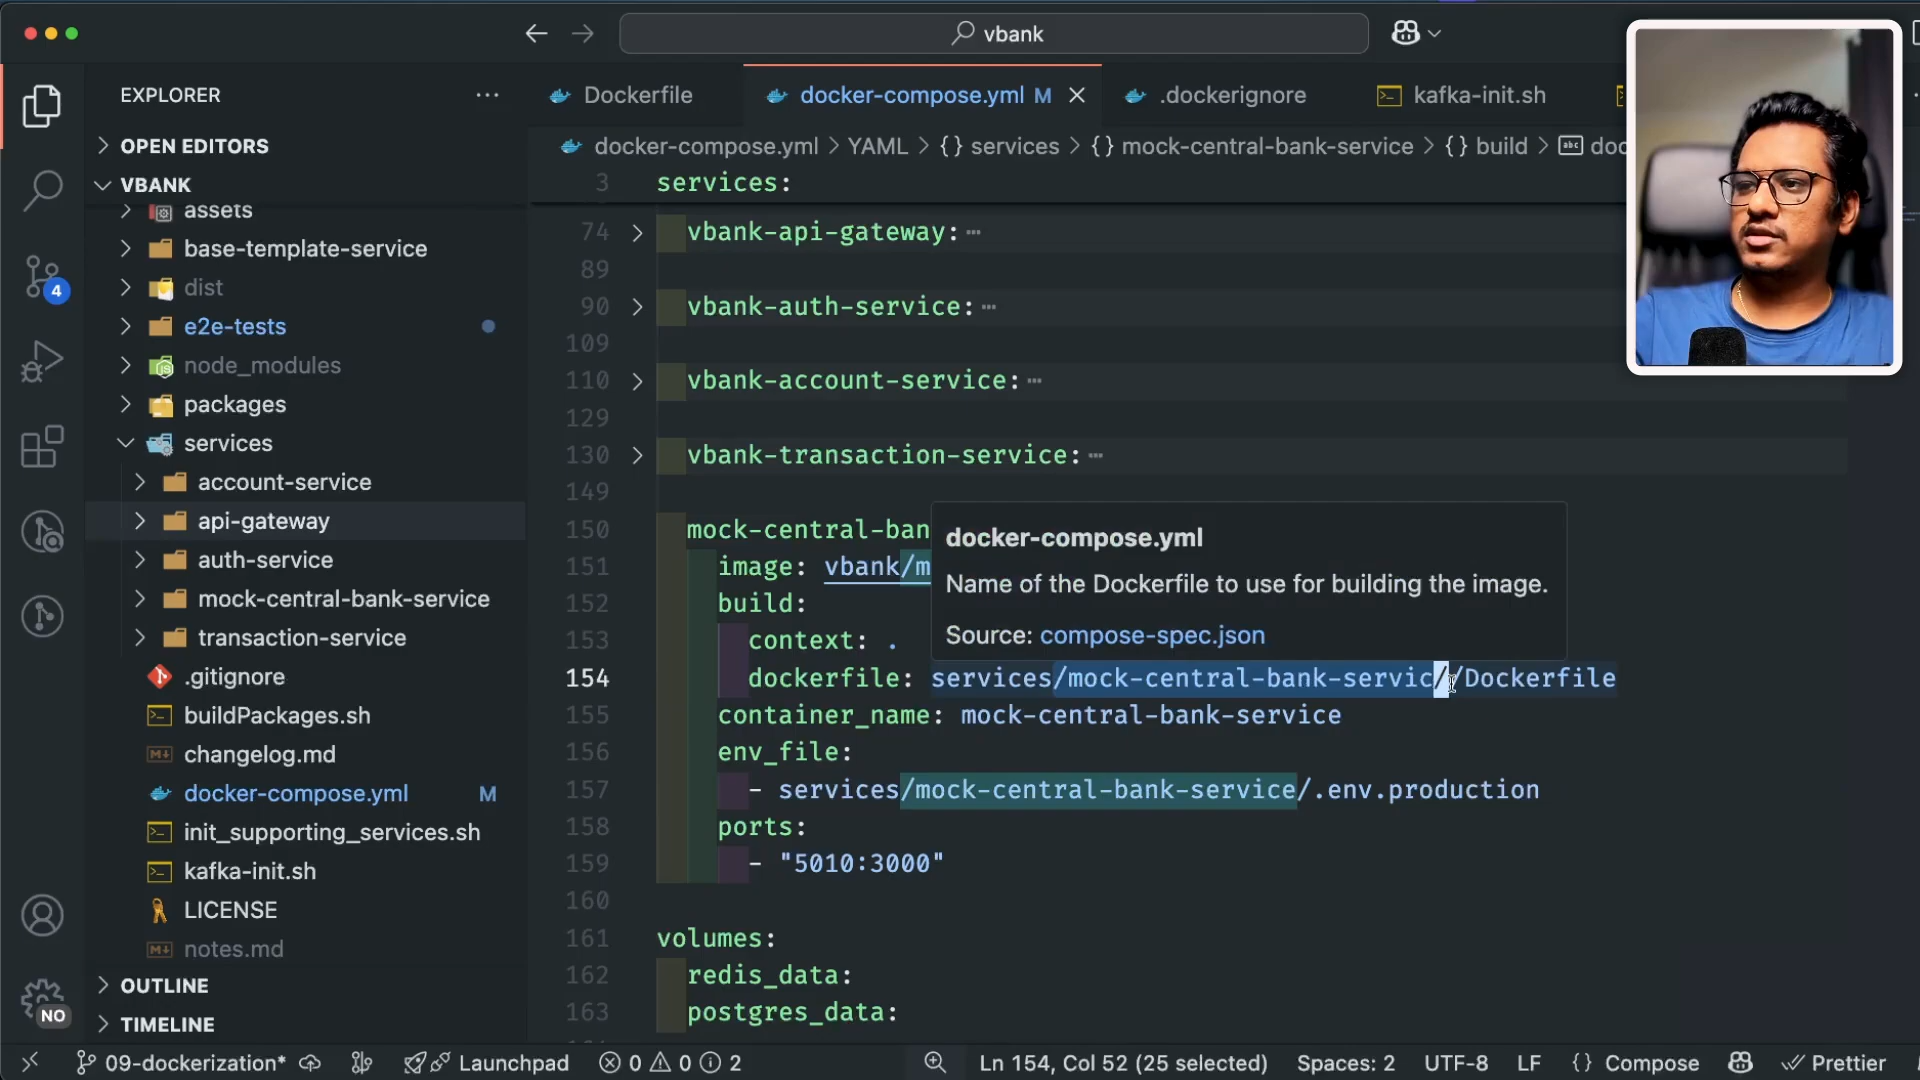 vbank
EXPLORER
OPEN EDITORS
VBANK
assets
base-template-service
dist
e2e-tests
node_modules
packages
services
account-service
api-gateway
auth-service
mock-central-bank-service
transaction-service
.gitignore
buildPackages.sh
changelog.md
docker-compose.yml M
init_supporting_services.sh
kafka-init.sh
LICENSE
notes.md
OUTLINE
TIMELINE
4
NO
Dockerfile
docker-compose.yml M
.dockerignore
kafka-init.sh
docker-compose.yml > YAML > {} services > {} mock-central-bank-service > {} build > abc doc
3 services:
74 vbank-api-gateway: ⋯
89
90 vbank-auth-service: ⋯
109
110 vbank-account-service: ⋯
129
130 vbank-transaction-service: ⋯
149
150 mock-central-ban
151 image: vbank/m
152 build:
153 context: .
154 dockerfile: services/mock-central-bank-servic//Dockerfile
155 container_name: mock-central-bank-service
156 env_file:
157 - services/mock-central-bank-service/.env.production
158 ports:
159 - "5010:3000"
160
161 volumes:
162 redis_data:
163 postgres_data:
docker-compose.yml
Name of the Dockerfile to use for building the image.
Source: compose-spec.json
09-dockerization* Launchpad 0 0 2 Ln 154, Col 52 (25 selected) Spaces: 2 UTF-8 LF {} Compose Prettier